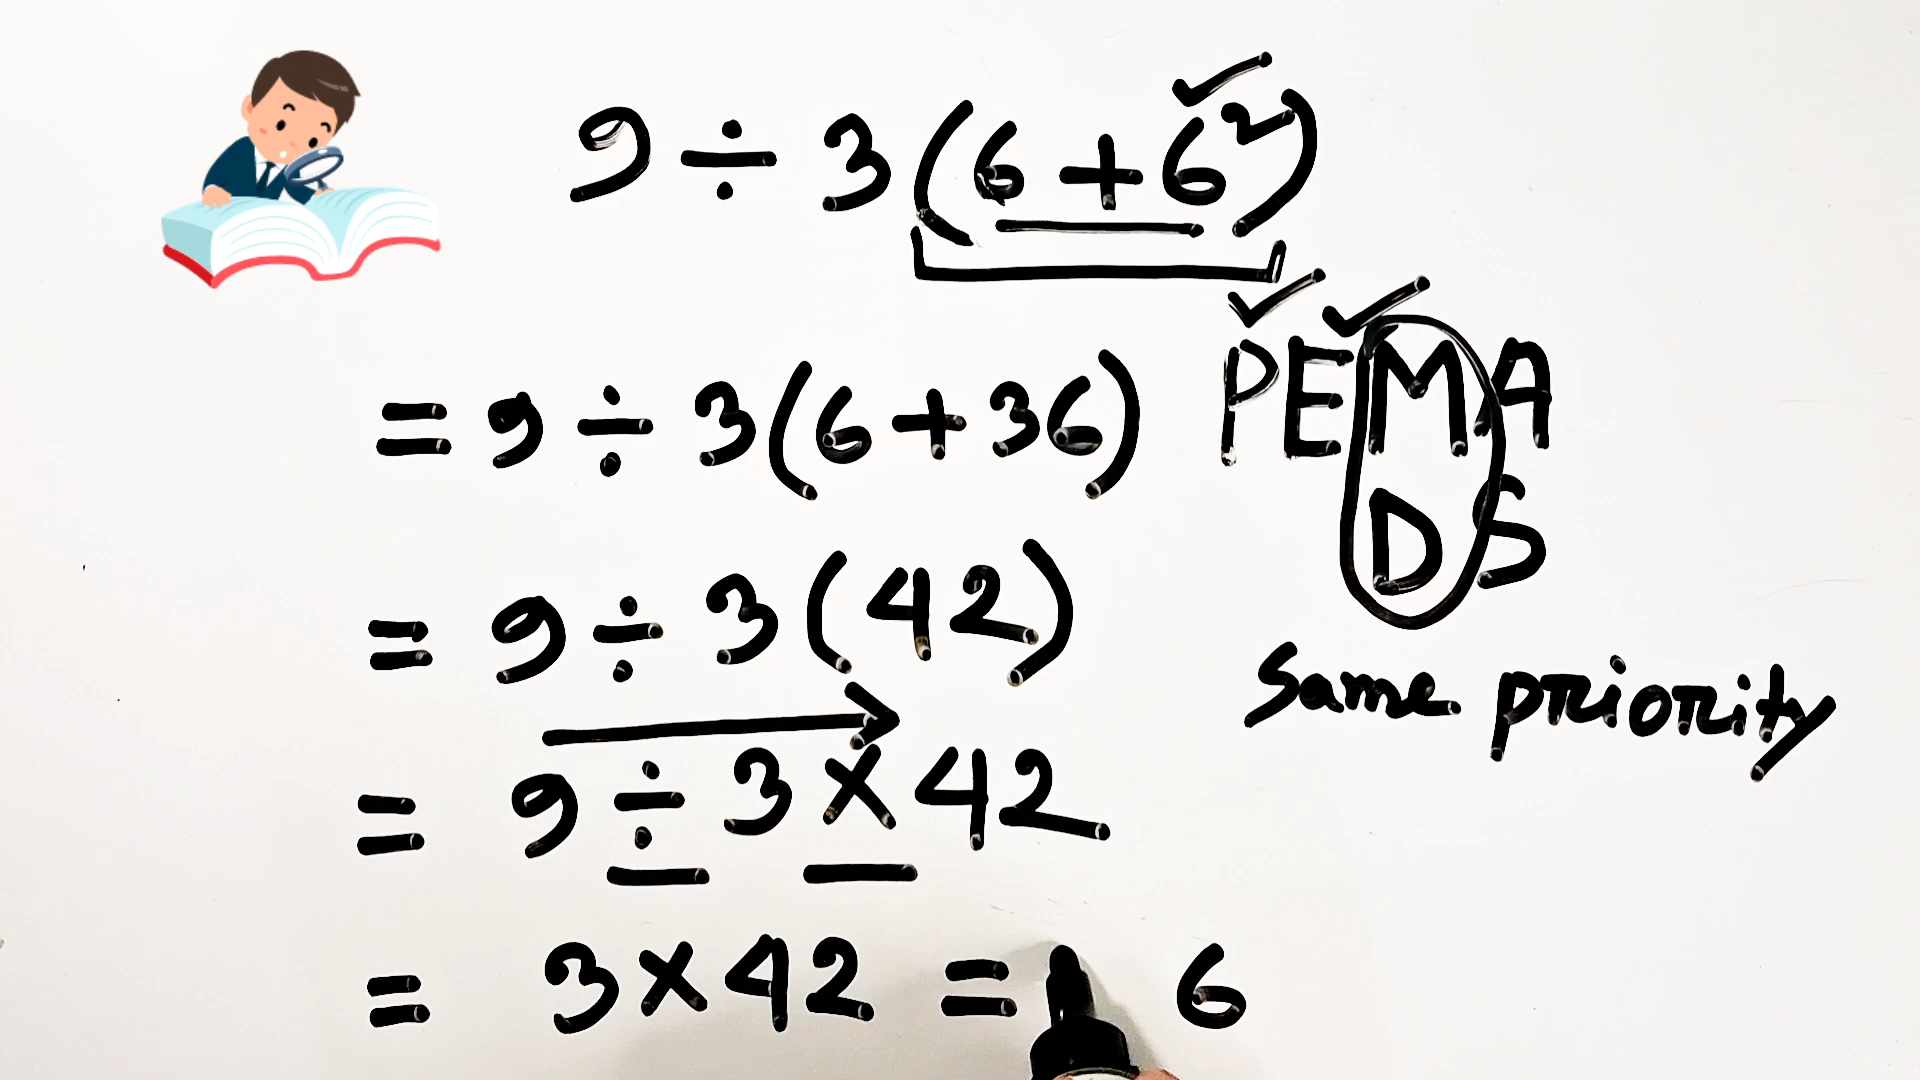 9 ÷ 3(6 + 6²)
= 9 ÷ 3(6 + 36)
PEMA
DS
= 9 ÷ 3(42)
same priority
= 9 ÷ 3 × 42
= 3 × 42 = 6